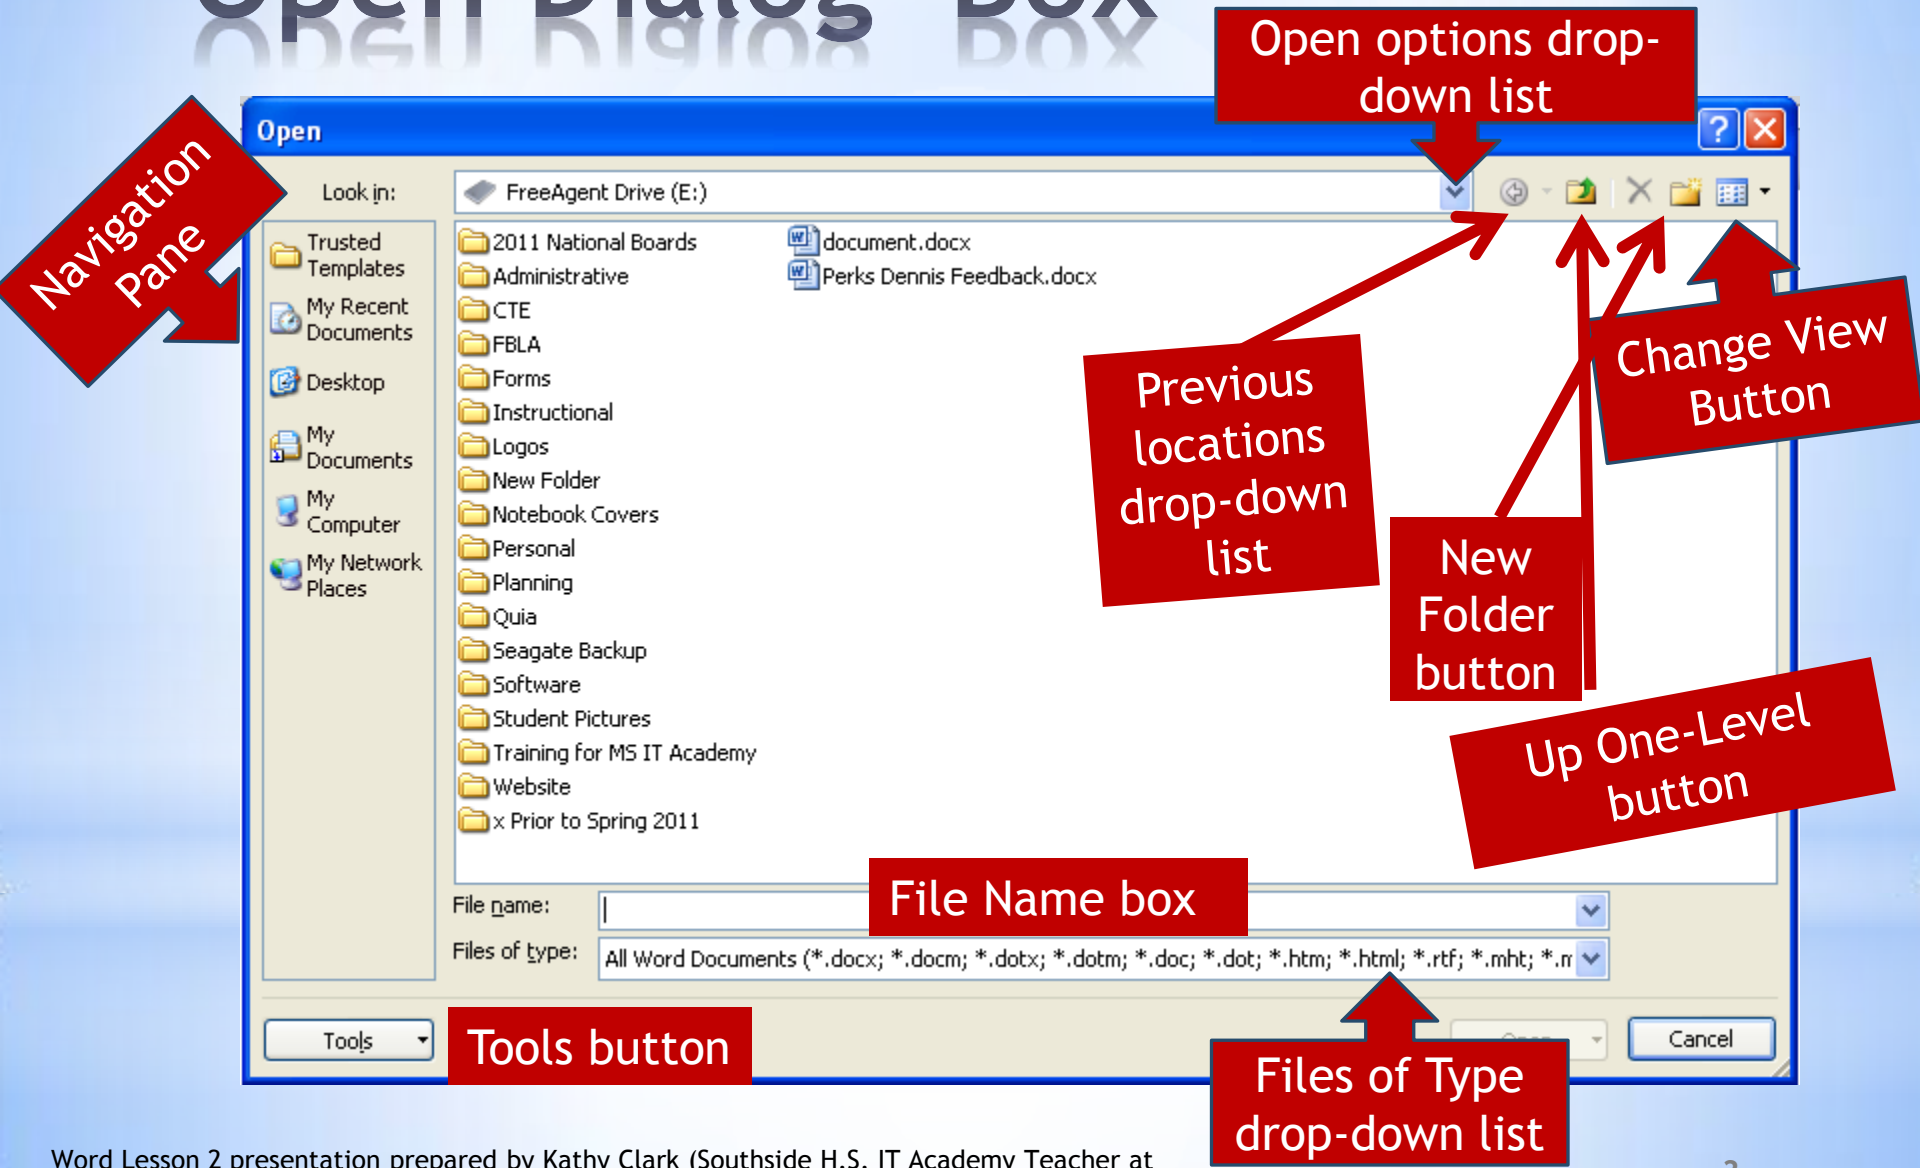 Open Dialog Box
Open options drop-
down list
Open
Navigation
Pane
Look in:
FreeAgent Drive (E:)
Trusted
Templates
My Recent
Documents
Desktop
My
Documents
My
Computer
My Network
Places
2011 National Boards
Administrative
CTE
FBLA
Forms
Instructional
Logos
New Folder
Notebook Covers
Personal
Planning
Quia
Seagate Backup
Software
Student Pictures
Training for MS IT Academy
Website
x Prior to Spring 2011
document.docx
Perks Dennis Feedback.docx
Previous
locations
drop-down
list
New
Folder
button
Change View
Button
Up One-Level
button
File name:
File Name box
Files of type:
All Word Documents (*.docx; *.docm; *.dotx; *.dotm; *.doc; *.dot; *.htm; *.html; *.rtf; *.mht; *.m
Tools
Tools button
Cancel
Files of Type
drop-down list
Word Lesson 2 presentation prepared by Kathy Clark (Southside H.S. IT Academy Teacher at